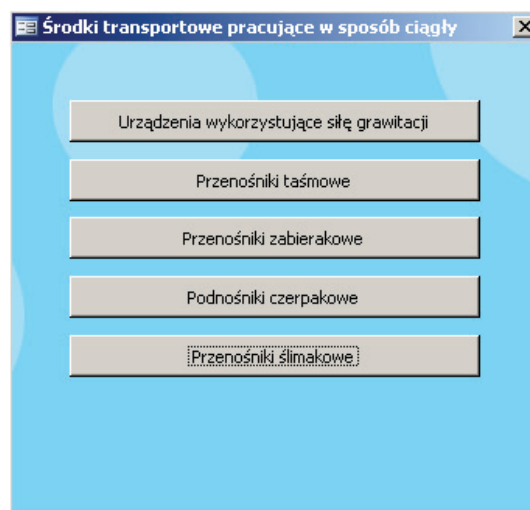 Środki transportowe pracujące w sposób ciągły
Urządzenia wykorzystujące siłę grawitacji
Przenośniki taśmowe
Przenośniki zabierakowe
Podnośniki czerpakowe
Przenośniki ślimakowe